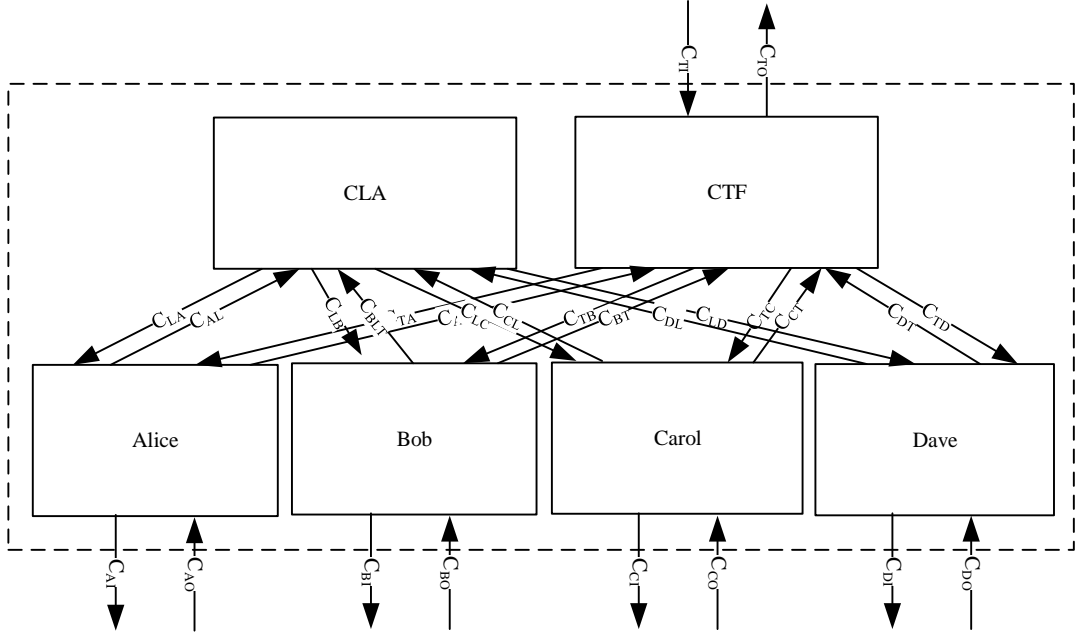 C_TI
C_TO
CLA
CTF
C_LA
C_AL
C_LB
C_BLT
C_LC
C_CL
C_TB
C_BT
C_DL
C_LD
C_TC
C_CT
C_DT
C_TD
Alice
Bob
Carol
Dave
C_AI
C_AO
C_BI
C_BO
C_CI
C_CO
C_DI
C_DO